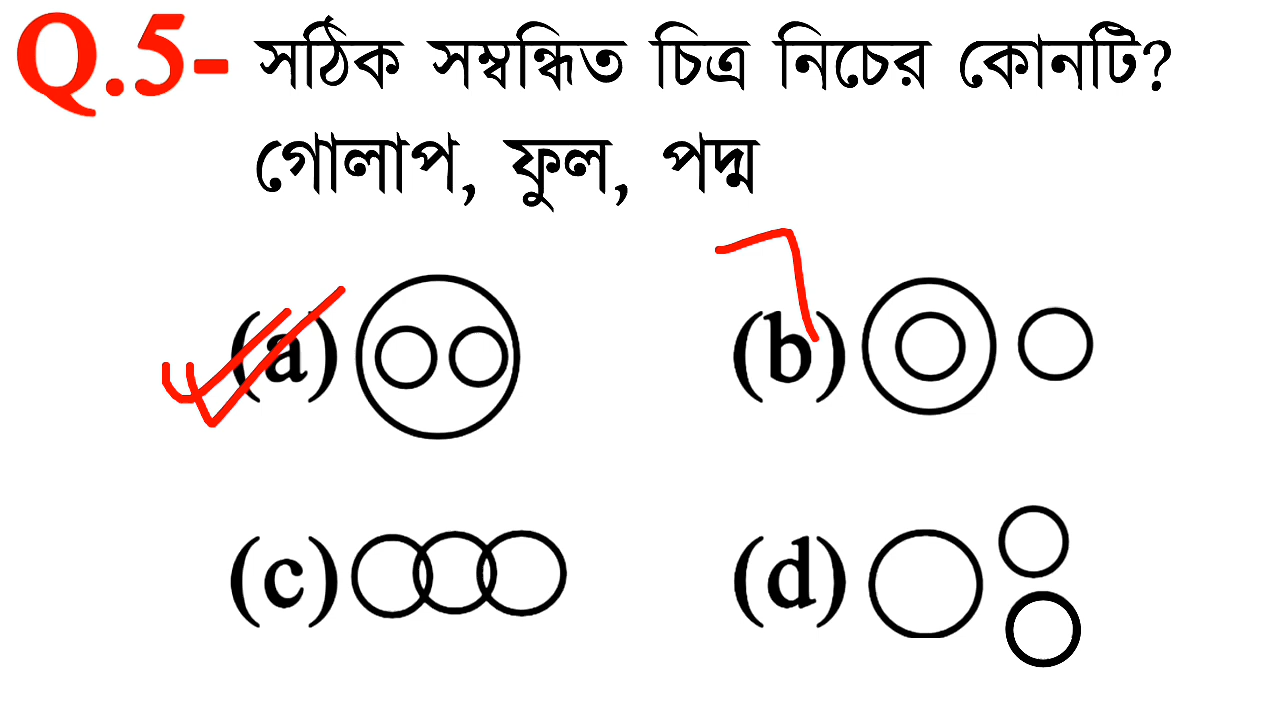 Q.5- সঠিক সম্বন্ধিত চিত্র নিচের কোনটি?
গোলাপ, ফুল, পদ্ম
(a) (b)
(c) (d)